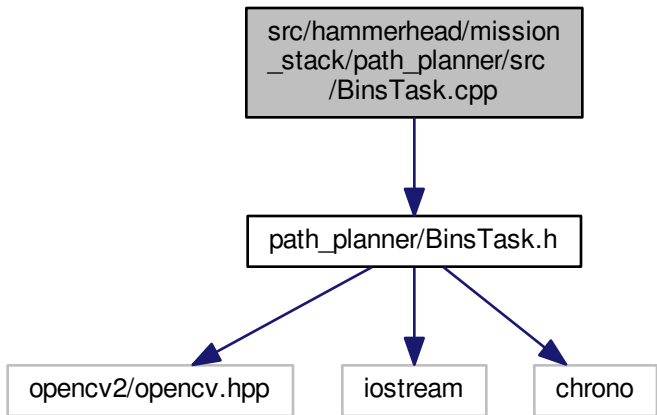 src/hammerhead/mission
_stack/path_planner/src
/BinsTask.cpp
path_planner/BinsTask.h
opencv2/opencv.hpp
iostream
chrono